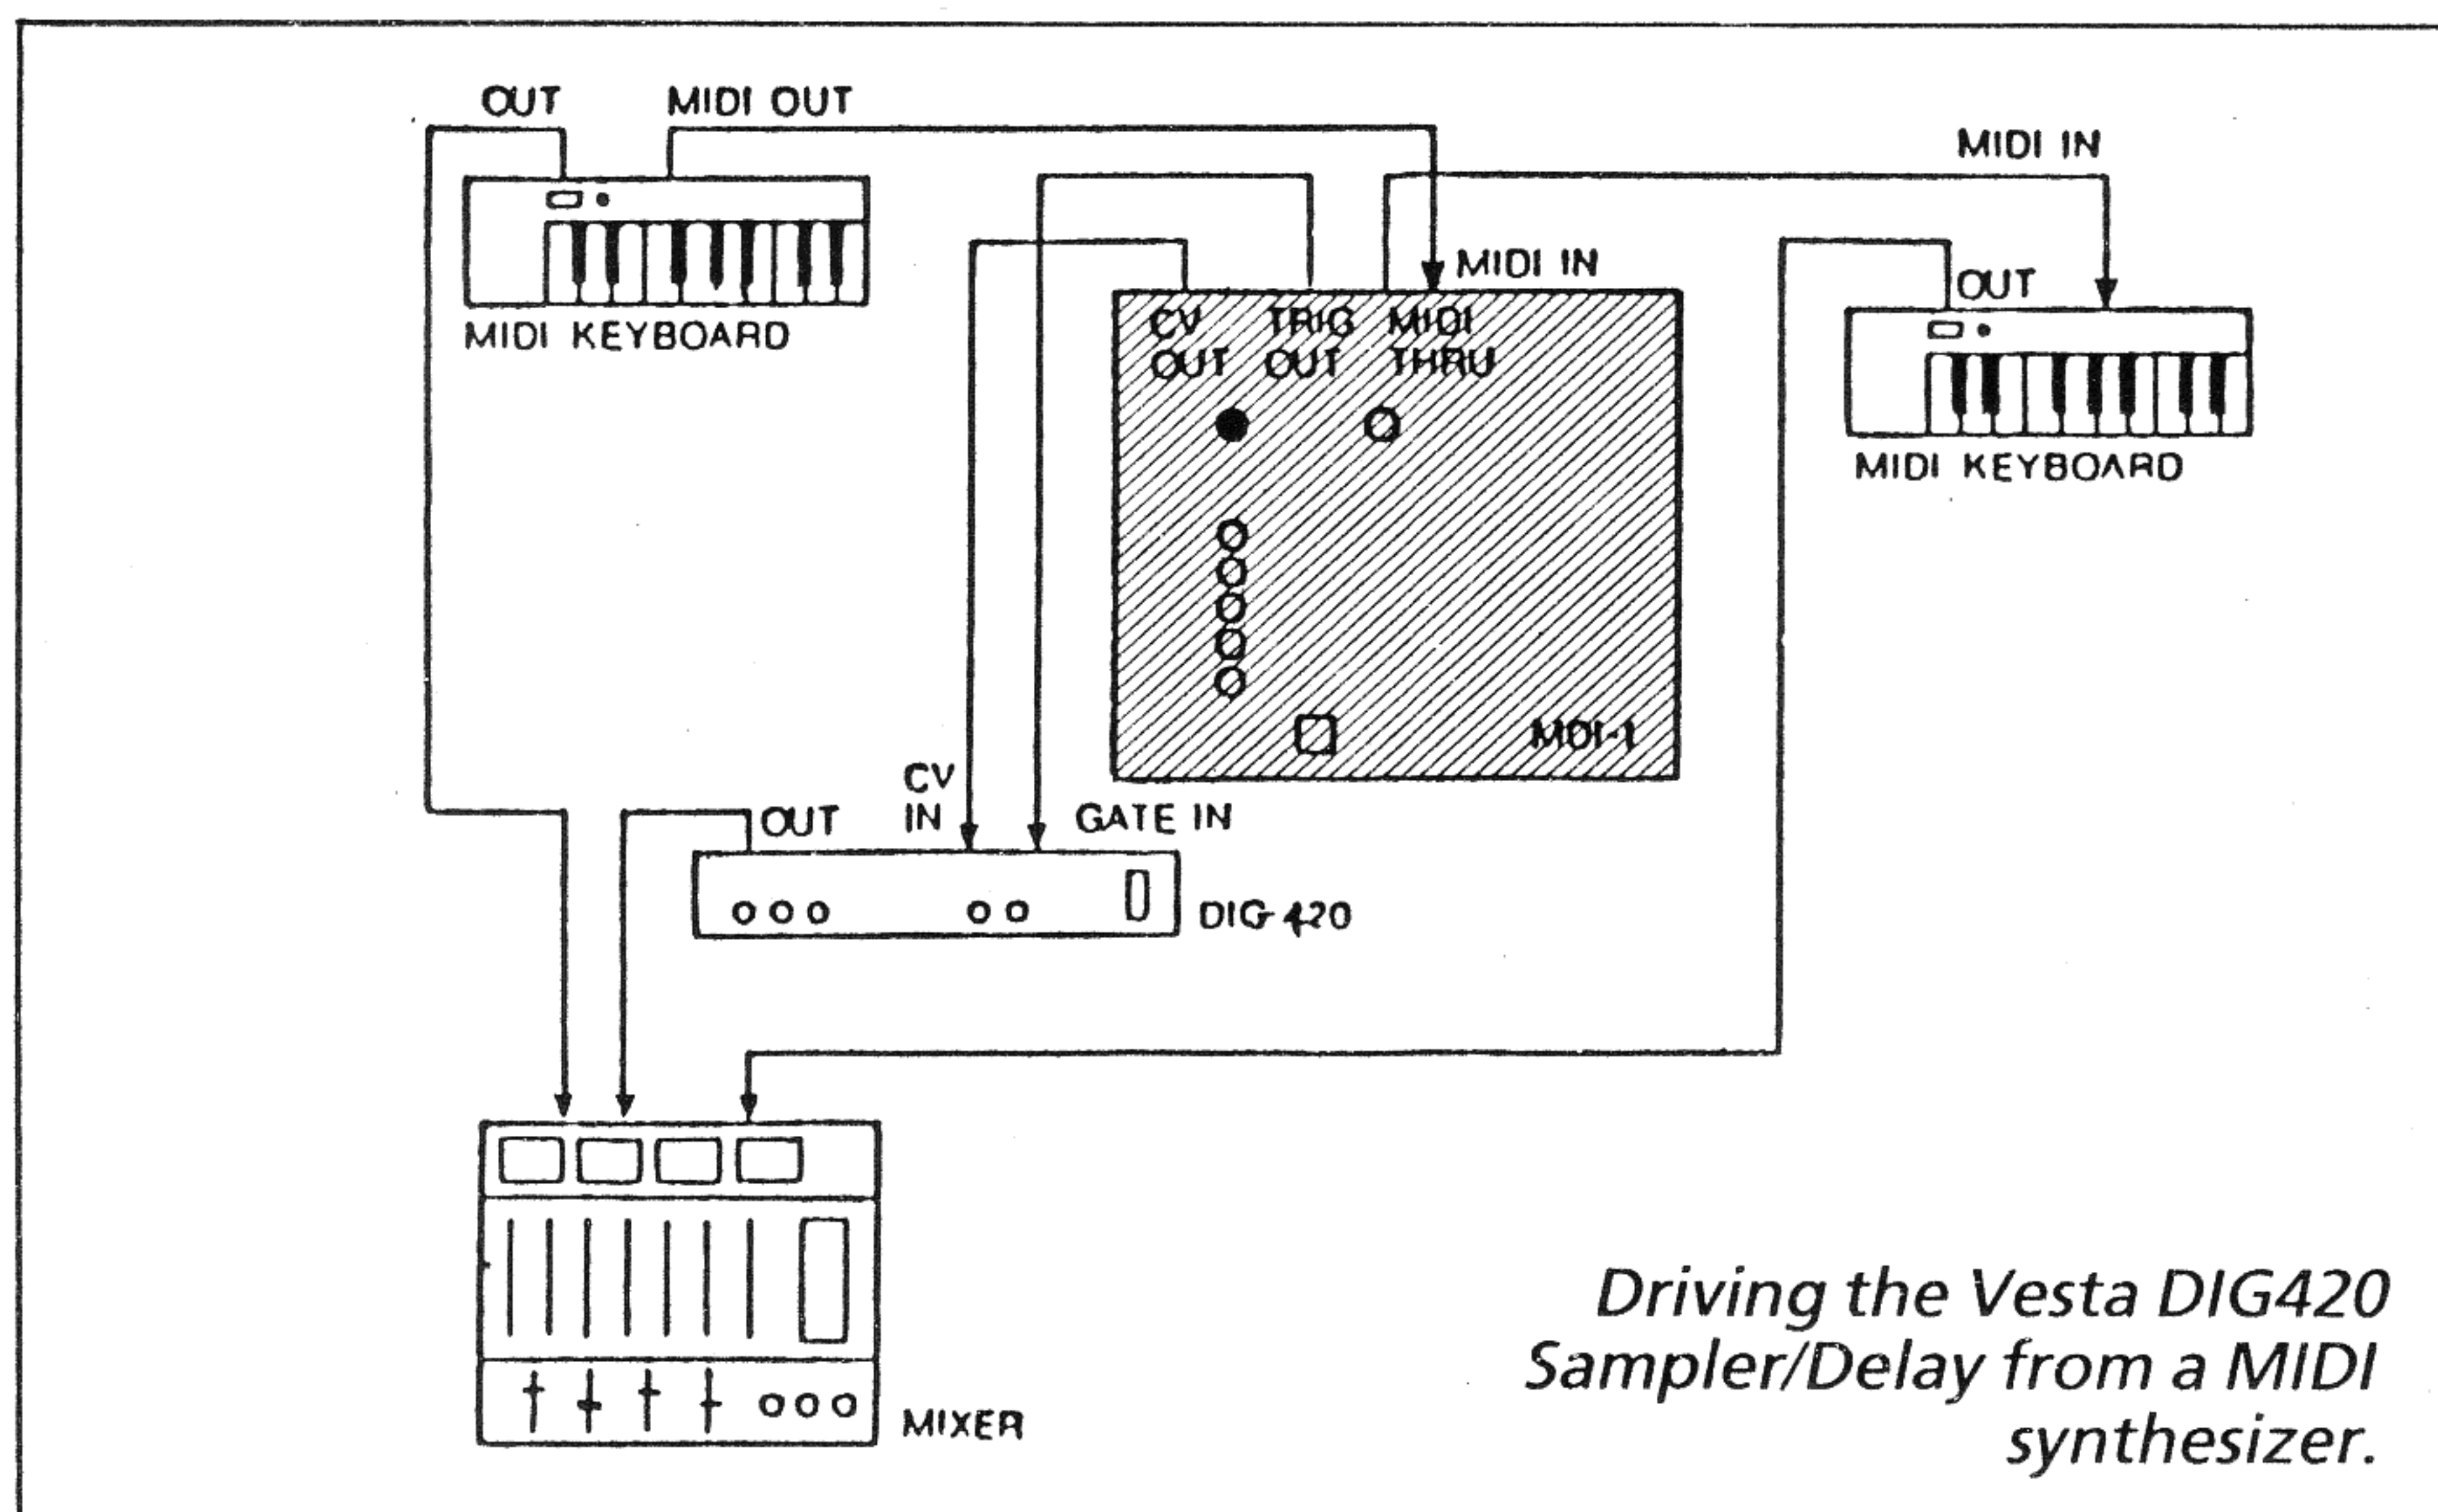 OUT
MIDI OUT
MIDI IN
MIDI IN
OUT
MIDI KEYBOARD
CV
OUT
TRIG
OUT
MIDI
THRU
MIDI KEYBOARD
MDI-1
CV
IN
OUT
GATE IN
DIG-420
MIXER
Driving the Vesta DIG420
Sampler/Delay from a MIDI
synthesizer.